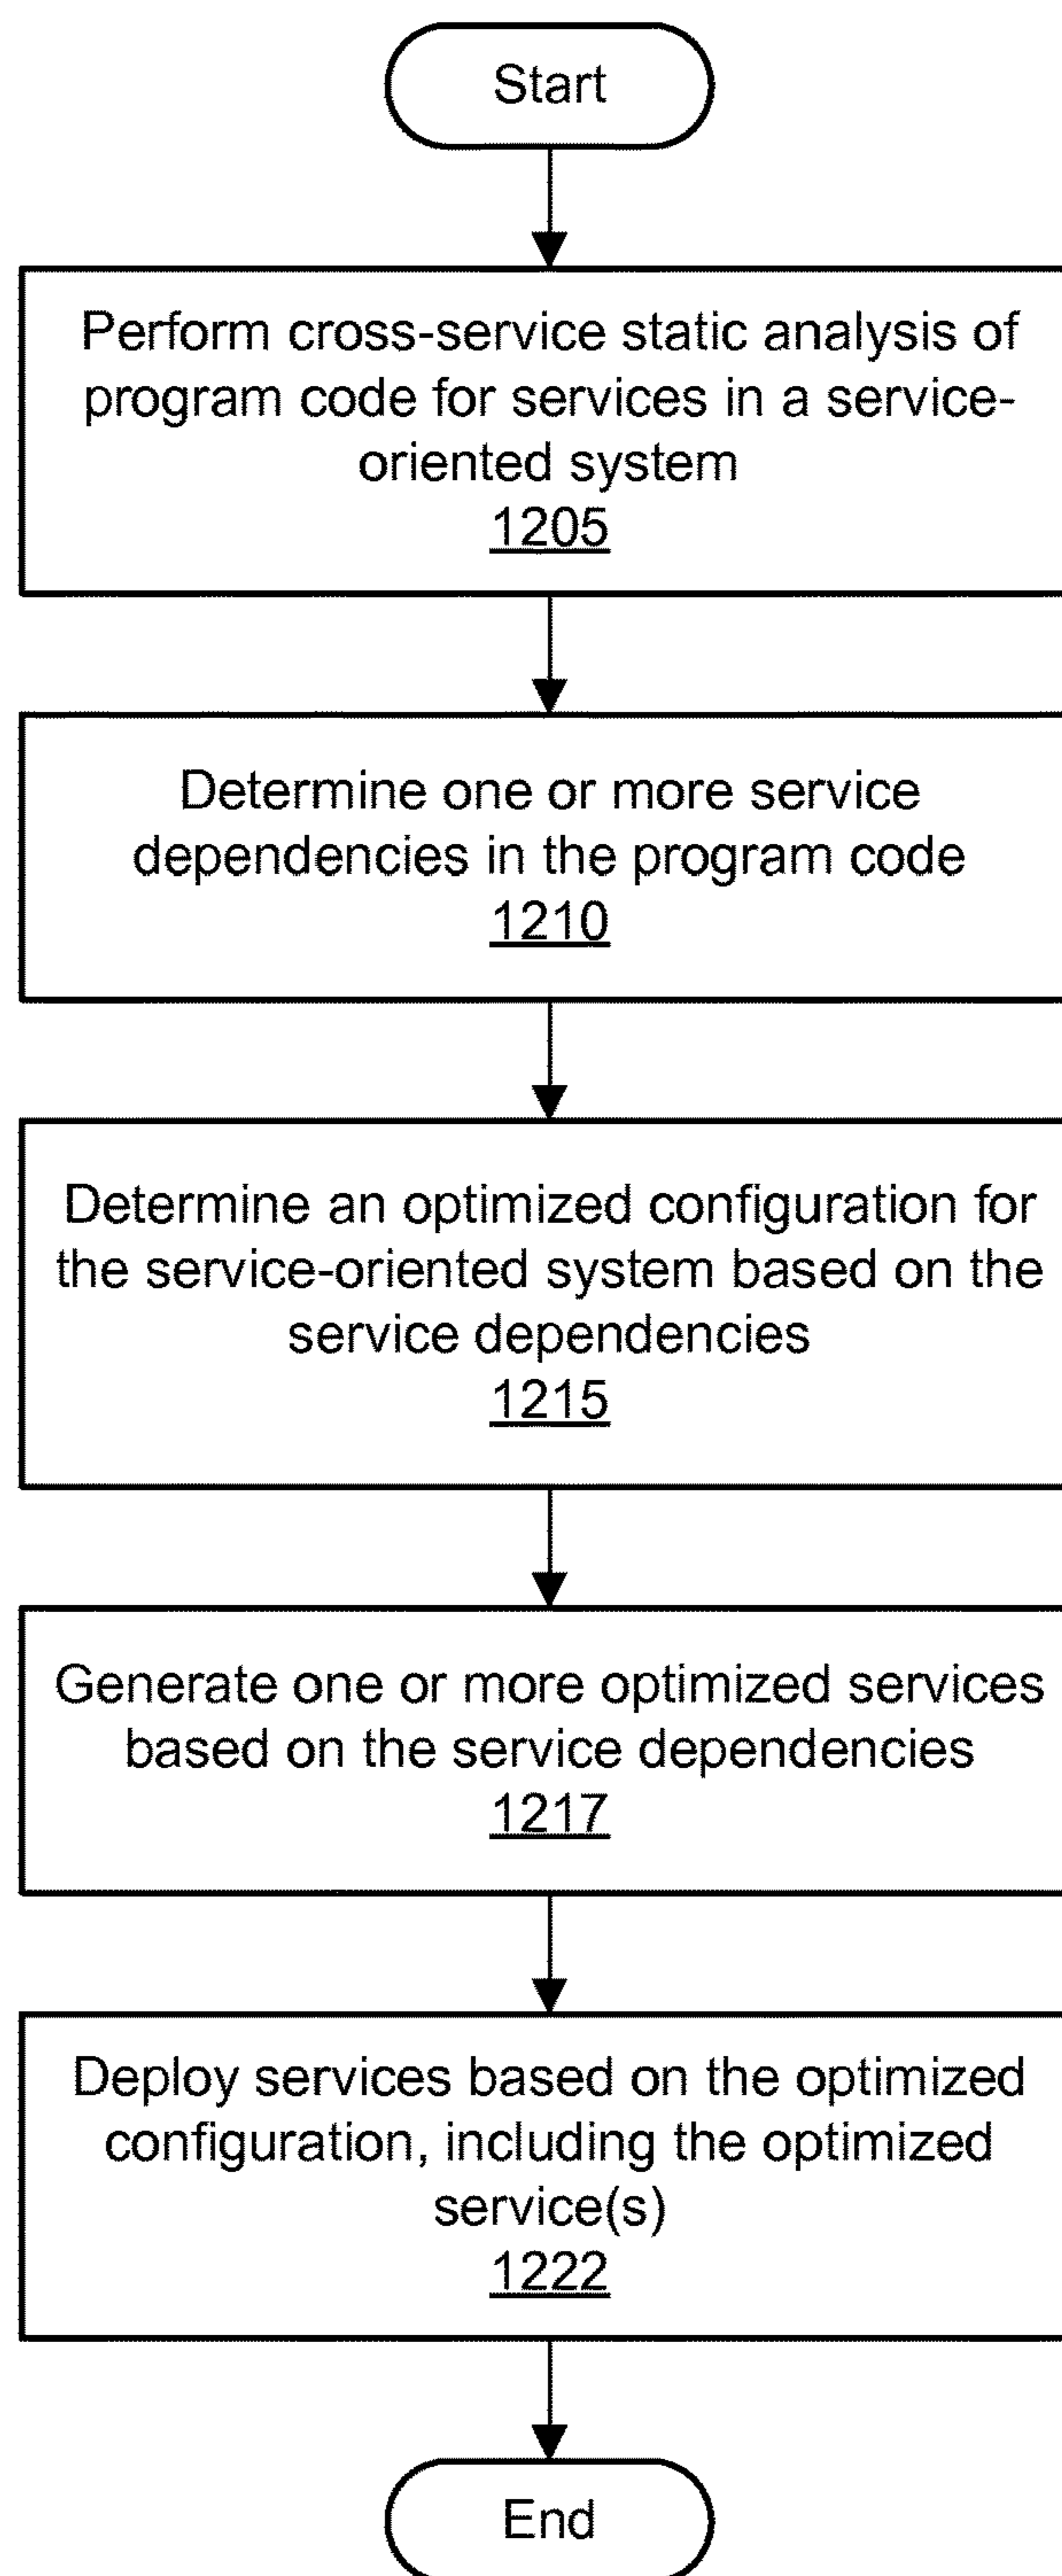 Start
Perform cross-service static analysis of
program code for services in a service-
oriented system
1205
Determine one or more service
dependencies in the program code
1210
Determine an optimized configuration for
the service-oriented system based on the
service dependencies
1215
Generate one or more optimized services
based on the service dependencies
1217
Deploy services based on the optimized
configuration, including the optimized
service(s)
1222
End